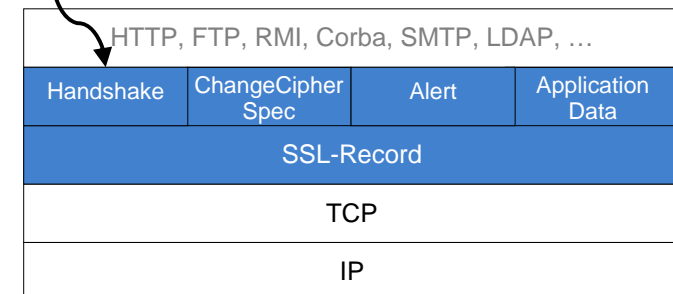 HTTP, FTP, RMI, Corba, SMTP, LDAP, …
Handshake
ChangeCipher
Spec
Alert
Application
Data
SSL-Record
TCP
IP